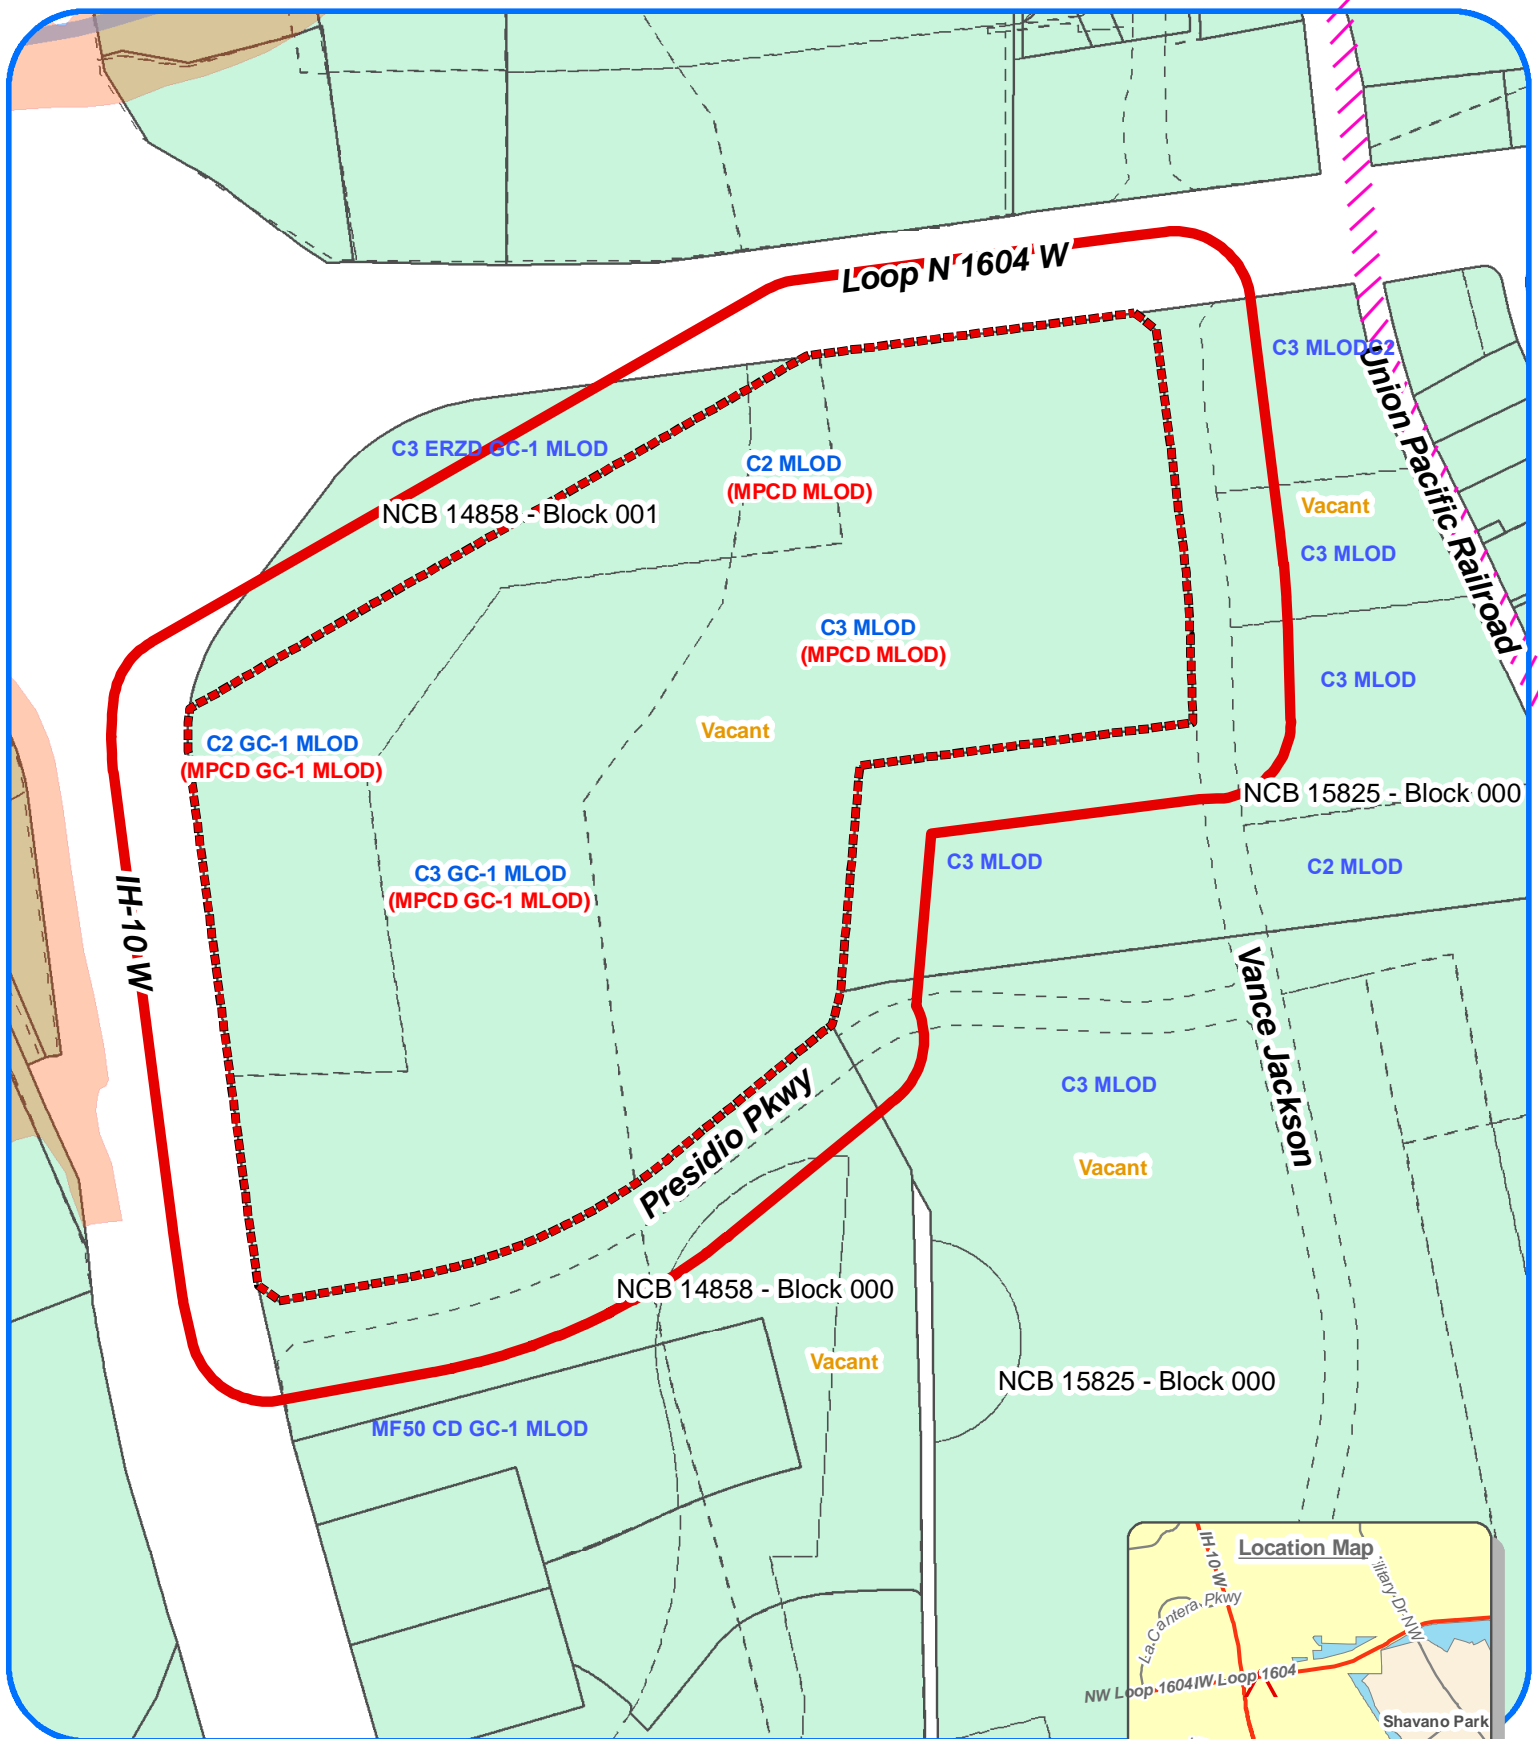 Loop N 1604 W
C3 MLOD
C2
Union Pacific Railroad
C3 ERZD GC-1 MLOD
C2 MLOD
(MPCD MLOD)
NCB 14858 - Block 001
Vacant
C3 MLOD
C3 MLOD
(MPCD MLOD)
C3 MLOD
Vacant
C2 GC-1 MLOD
(MPCD GC-1 MLOD)
NCB 15825 - Block 000
C3 GC-1 MLOD
(MPCD GC-1 MLOD)
C3 MLOD
C2 MLOD
IH-10 W
Vance Jackson
Presidio Pkwy
C3 MLOD
Vacant
NCB 14858 - Block 000
Vacant
NCB 15825 - Block 000
MF50 CD GC-1 MLOD
Location Map
IH-10 W
La Cantera Pkwy
Dr NW
NW Loop 1604
W Loop 1604
Shavano Park